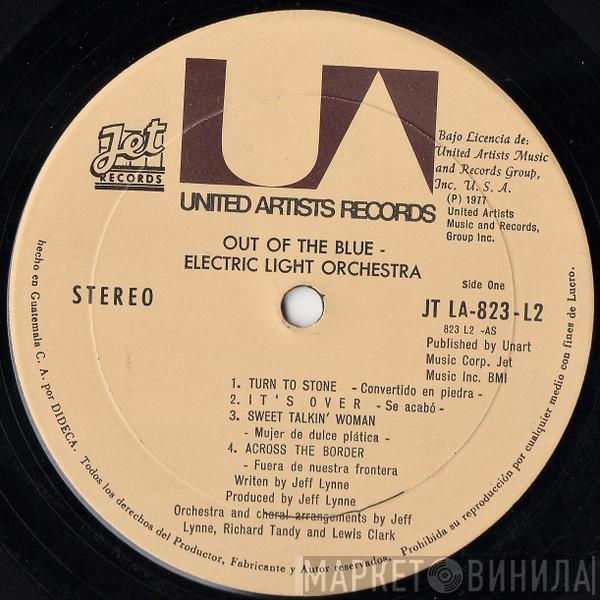 UA
Jet
RECORDS
UNITED ARTISTS RECORDS
Bajo Licencia de:
United Artists Music
and Records Group,
Inc. U. S. A.
(P) 1977
United Artists
Music and Records,
Group Inc.
OUT OF THE BLUE -
ELECTRIC LIGHT ORCHESTRA
Side One
STEREO
JT LA-823-L2
823 L2 -AS
Published by Unart
Music Corp. Jet
Music Inc. BMI
1. TURN TO STONE - Convertido en piedra -
2. IT'S OVER - Se acabó -
3. SWEET TALKIN' WOMAN
- Mujer de dulce plática -
4. ACROSS THE BORDER
- Fuera de nuestra frontera
Writen by Jeff Lynne
Produced by Jeff Lynne
Orchestra and choral arrangements by Jeff
Lynne, Richard Tandy and Lewis Clark
hecho en Guatemala C. A. por DIDECA. Todos los derechos del Productor, Fabricante y Autor reservados. Prohibida su reproducción por cualquier medio con fines de Lucro.
МАРКЕТ ВИНИЛА